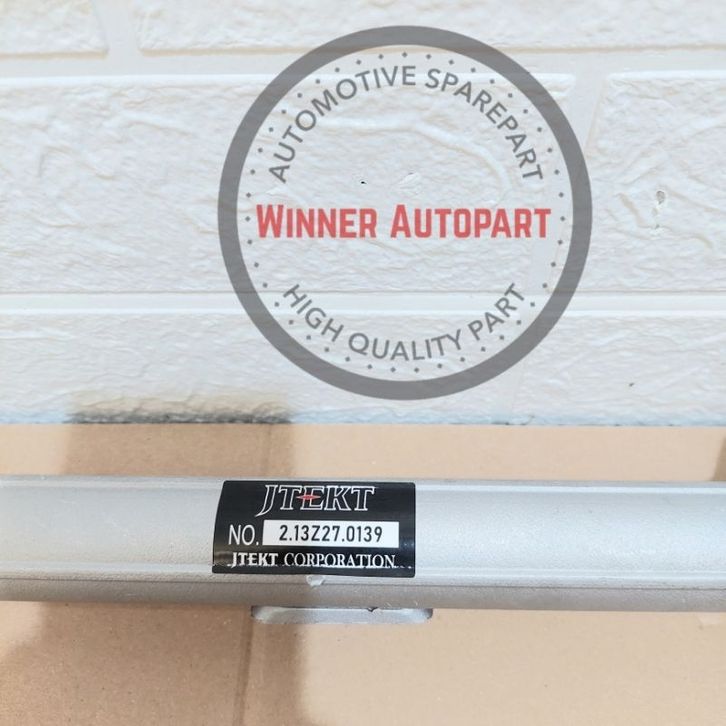 AUTOMOTIVE SPAREPART
WINNER AUTOPART
HIGH QUALITY PART
JTEKT
NO. 2.13Z27.0139
JTEKT CORPORATION